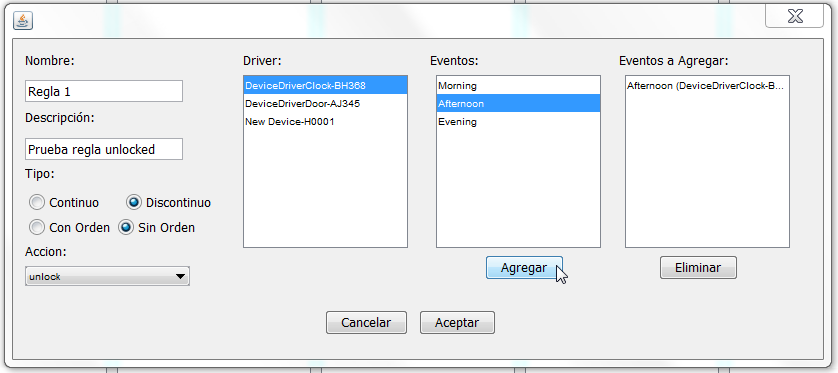 Nombre:
Regla 1
Descripción:
Prueba regla unlocked
Tipo:
Continuo
Discontinuo
Con Orden
Sin Orden
Accion:
unlock
Driver:
DeviceDriverClock-BH368
DeviceDriverDoor-AJ345
New Device-H0001
Eventos:
Morning
Afternoon
Evening
Agregar
Eventos a Agregar:
Afternoon (DeviceDriverClock-B...
Eliminar
Cancelar
Aceptar